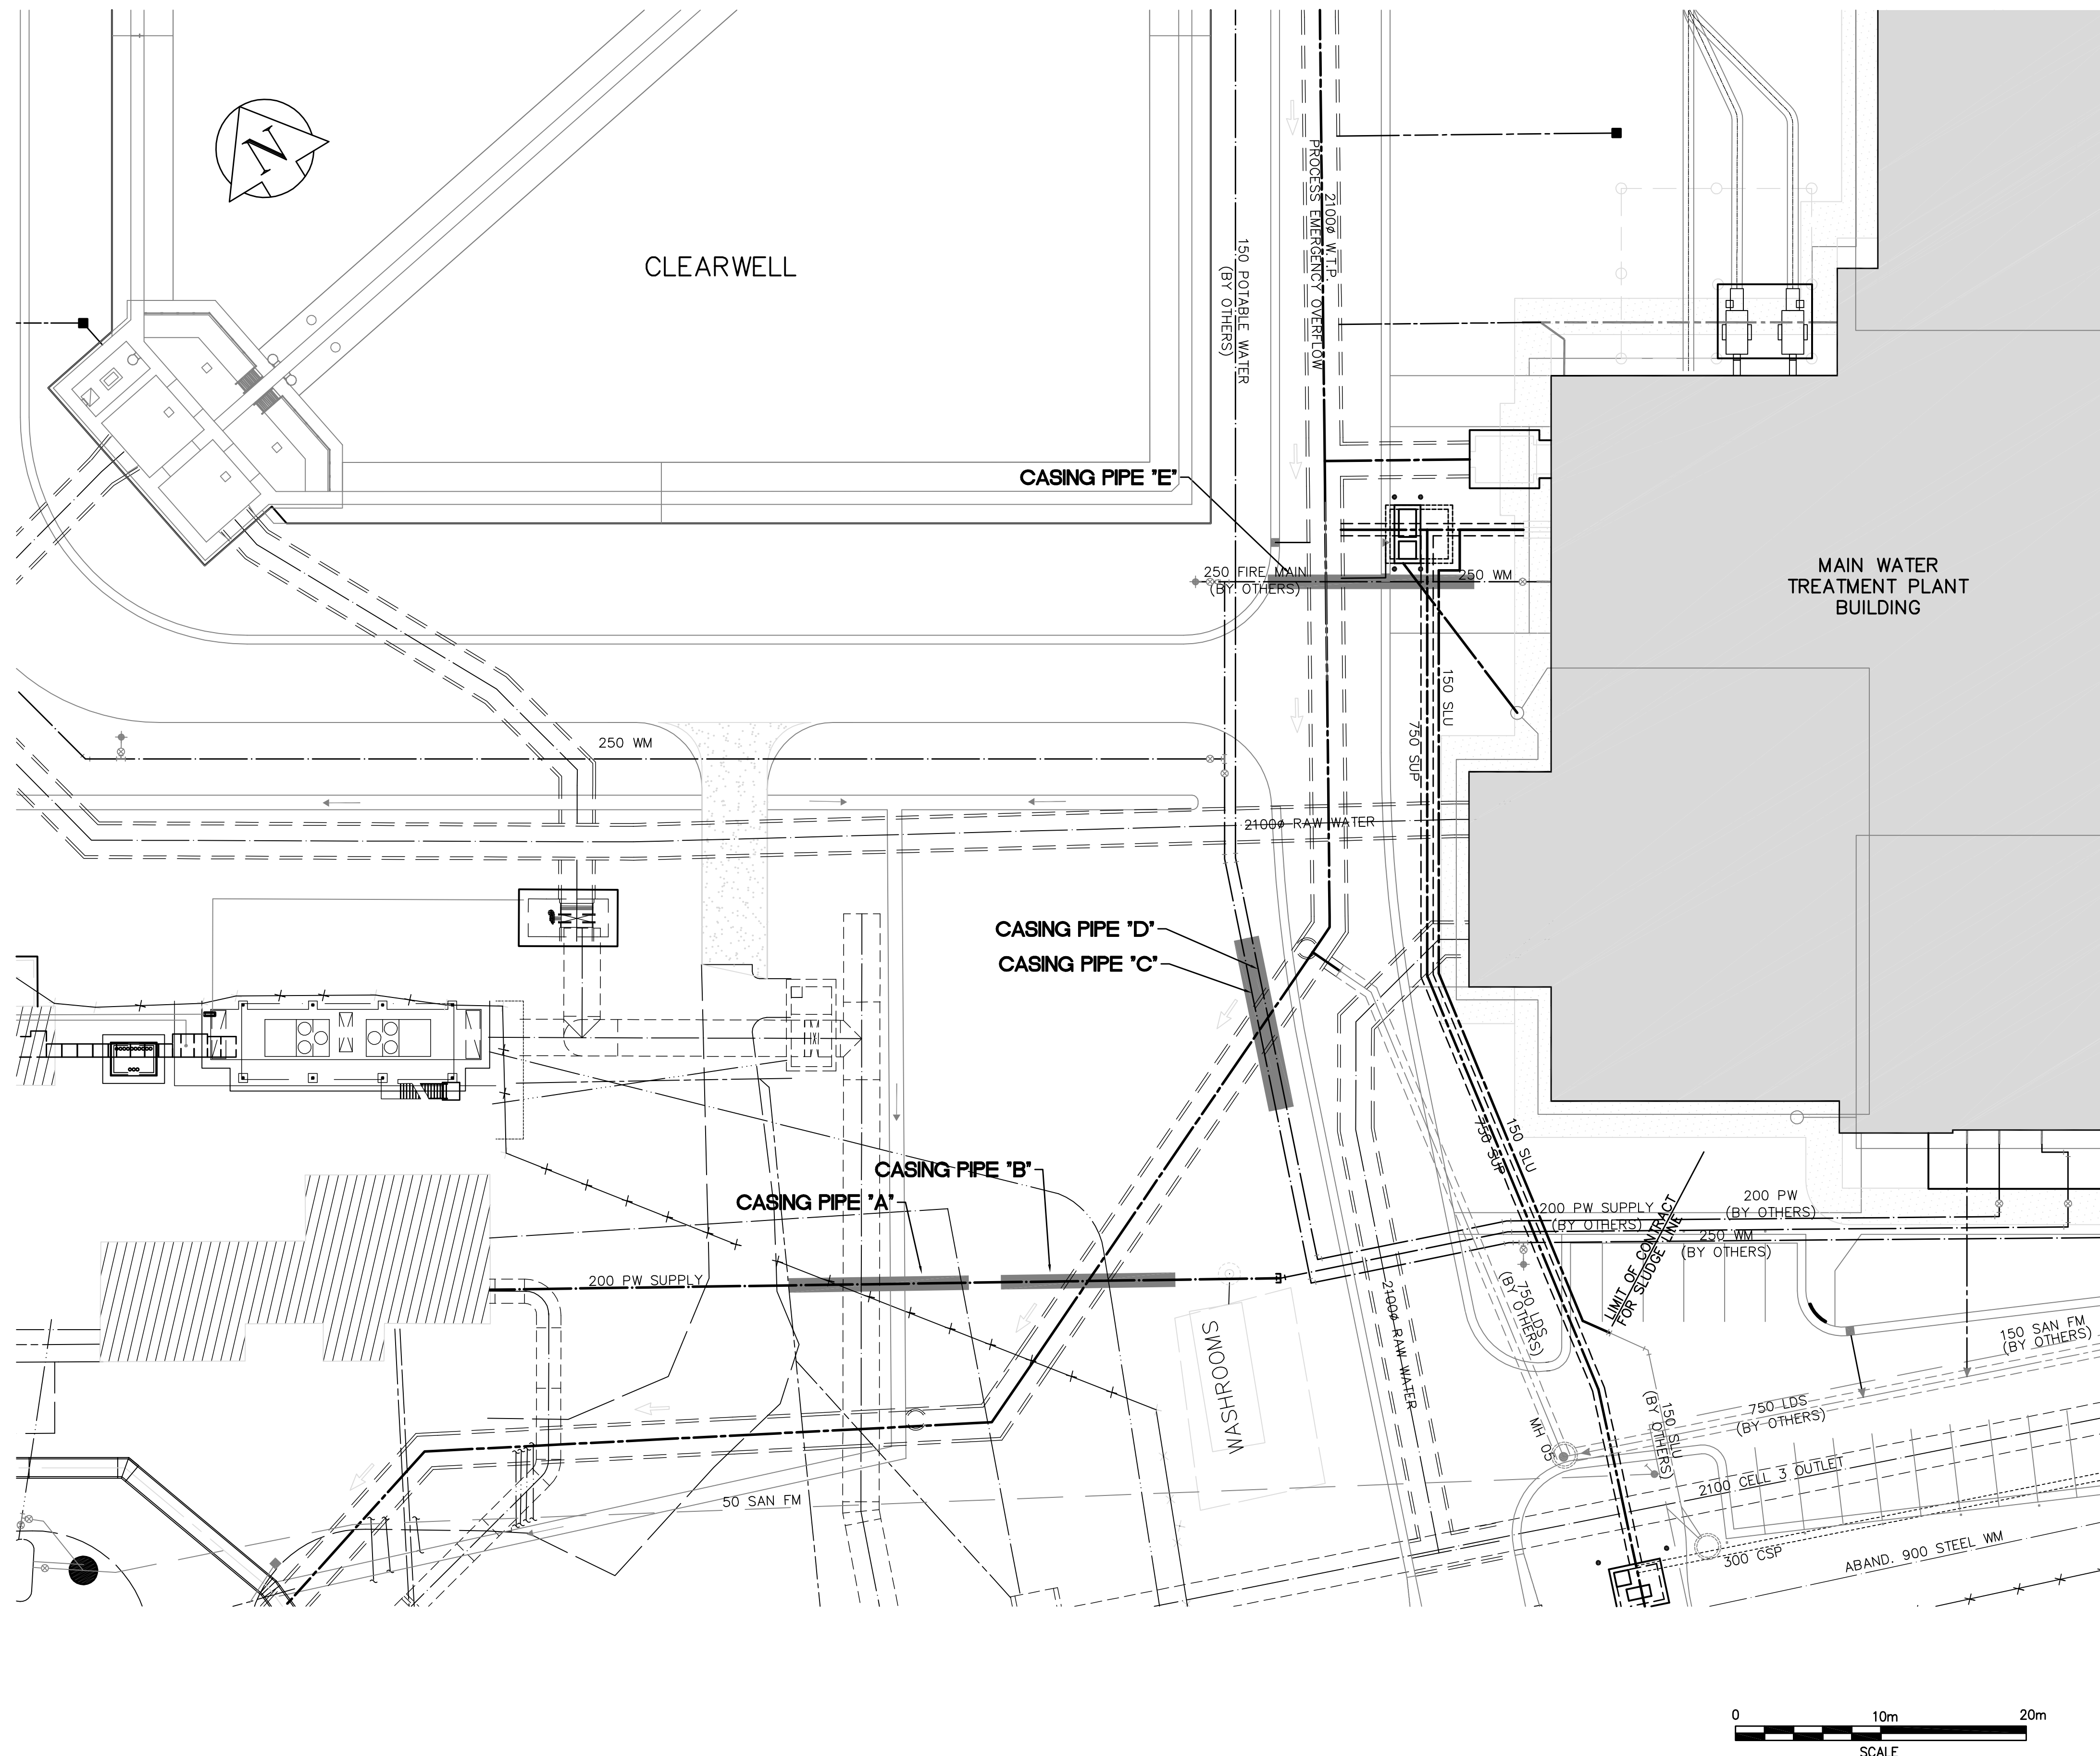 N
CLEARWELL
150 POTABLE WATER
(BY OTHERS)
2100ø W.T.P.
PROCESS EMERGENCY OVERFLOW
CASING PIPE "E"
250 FIRE MAIN
(BY OTHERS)
250 WM
MAIN WATER
TREATMENT PLANT
BUILDING
150 SLU
750 SUP
250 WM
2100ø RAW WATER
CASING PIPE "D"
CASING PIPE "C"
150 SLU
750 SUP
CASING PIPE "B"
CASING PIPE "A"
200 PW SUPPLY
(BY OTHERS)
200 PW
(BY OTHERS)
250 WM
(BY OTHERS)
LIMIT OF CONTRACT
FOR SLUDGE LINE
200 PW SUPPLY
750 LDS
(BY OTHERS)
2100ø RAW WATER
WASHROOMS
150 SAN FM
(BY OTHERS)
750 LDS
(BY OTHERS)
150 SLU
(BY OTHERS)
MH 05
2100 CELL 3 OUTLET
50 SAN FM
300 CSP
ABAND. 900 STEEL WM
0 10m 20m
SCALE